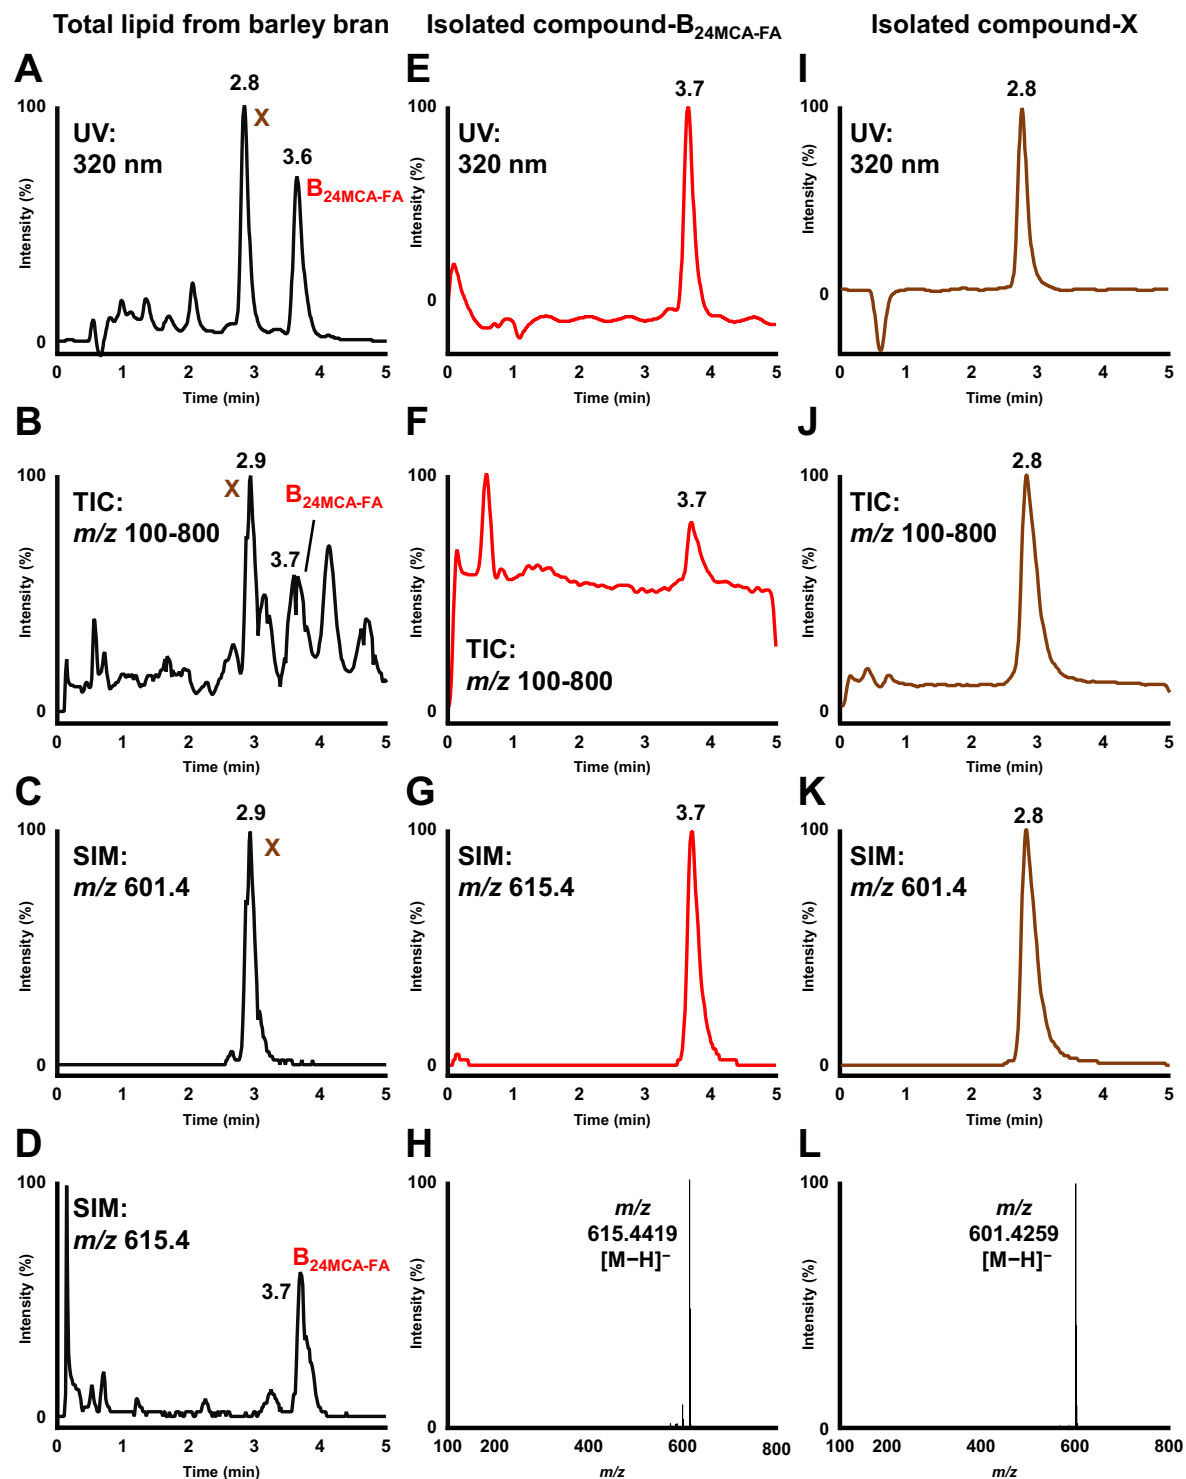 Total lipid from barley bran
Isolated compound-B24MCA-FA
Isolated compound-X
A
2.8
X
3.6
B24MCA-FA
UV:
320 nm
100
0
Intensity (%)
0 1 2 3 4 5
Time (min)
E
3.7
UV:
320 nm
100
0
Intensity (%)
0 1 2 3 4 5
Time (min)
I
2.8
UV:
320 nm
100
0
Intensity (%)
0 1 2 3 4 5
Time (min)
B
2.9
X
B24MCA-FA
3.7
TIC:
m/z 100-800
100
0
Intensity (%)
0 1 2 3 4 5
Time (min)
F
3.7
TIC:
m/z 100-800
100
0
Intensity (%)
0 1 2 3 4 5
Time (min)
J
2.8
TIC:
m/z 100-800
100
0
Intensity (%)
0 1 2 3 4 5
Time (min)
C
2.9
X
SIM:
m/z 601.4
100
0
Intensity (%)
0 1 2 3 4 5
Time (min)
G
3.7
SIM:
m/z 615.4
100
0
Intensity (%)
0 1 2 3 4 5
Time (min)
K
2.8
SIM:
m/z 601.4
100
0
Intensity (%)
0 1 2 3 4 5
Time (min)
D
SIM:
m/z 615.4
B24MCA-FA
3.7
100
0
Intensity (%)
0 1 2 3 4 5
Time (min)
H
m/z
615.4419
[M−H]−
100
0
Intensity (%)
100 200 600 800
m/z
L
m/z
601.4259
[M−H]−
100
0
Intensity (%)
100 200 600 800
m/z